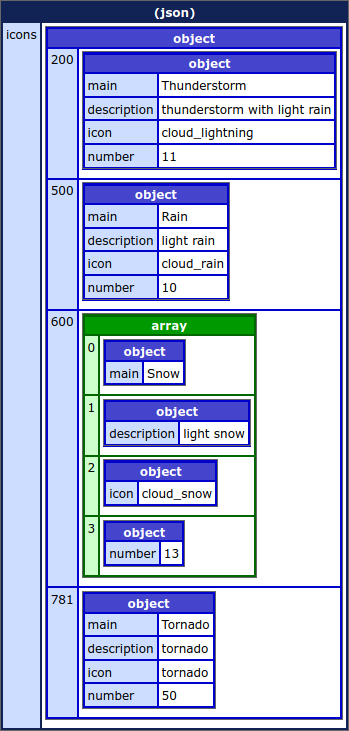 (json)
icons
object
200
object
main Thunderstorm
description thunderstorm with light rain
icon cloud_lightning
number 11
500
object
main Rain
description light rain
icon cloud_rain
number 10
600
array
0
object
main Snow
1
object
description light snow
2
object
icon cloud_snow
3
object
number 13
781
object
main Tornado
description tornado
icon tornado
number 50